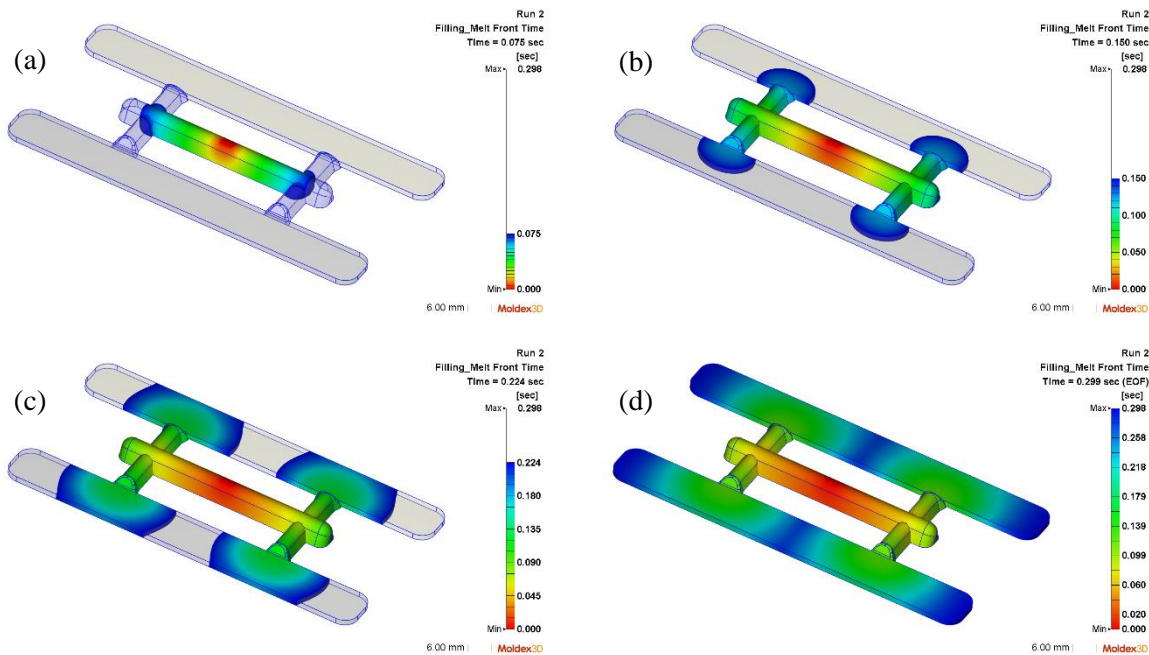 (a)
Run 2
Filling_Melt Front Time
Time = 0.075 sec
[sec]
Max 0.298
0.075
Min 0.000
6.00 mm Moldex3D
(b)
Run 2
Filling_Melt Front Time
Time = 0.150 sec
[sec]
Max 0.298
0.150
0.100
0.050
Min 0.000
6.00 mm Moldex3D
(c)
Run 2
Filling_Melt Front Time
Time = 0.224 sec
[sec]
Max 0.298
0.224
0.180
0.135
0.090
0.045
Min 0.000
6.00 mm Moldex3D
(d)
Run 2
Filling_Melt Front Time
Time = 0.299 sec (EOF)
[sec]
Max 0.298
0.258
0.218
0.179
0.139
0.099
0.060
0.020
Min 0.000
6.00 mm Moldex3D